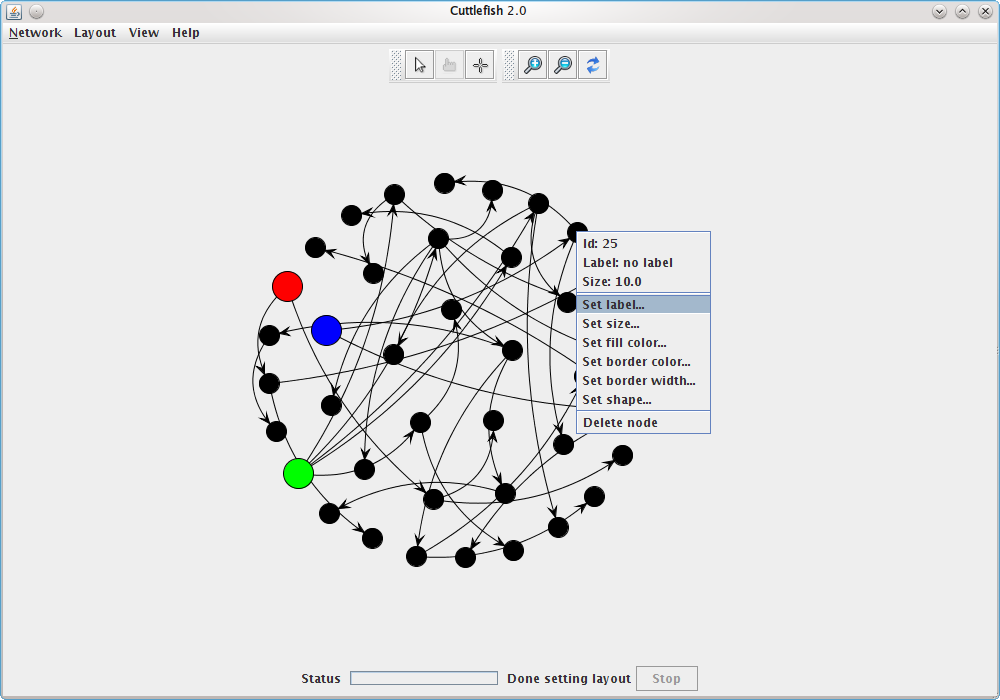 Cuttlefish 2.0
Network Layout View Help
Id: 25
Label: no label
Size: 10.0
Set label...
Set size...
Set fill color...
Set border color...
Set border width...
Set shape...
Delete node
Status Done setting layout Stop